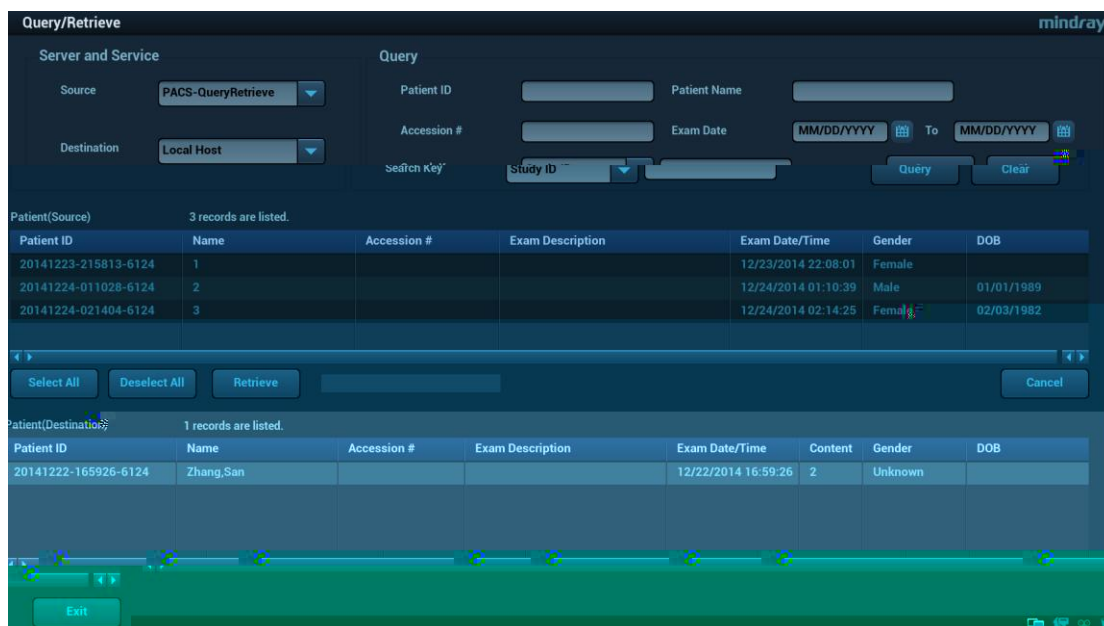 Query/Retrieve mindray
Server and Service Query
Source PACS-QueryRetrieve Patient ID Patient Name
Accession # Exam Date MM/DD/YYYY To MM/DD/YYYY
Destination Local Host
Search Key Study ID Query Clear
Patient(Source) 3 records are listed.
Patient ID Name Accession # Exam Description Exam Date/Time Gender DOB
20141223-215813-6124 1 12/23/2014 22:08:01 Female
20141224-011028-6124 2 12/24/2014 01:10:39 Male 01/01/1989
20141224-021404-6124 3 12/24/2014 02:14:25 Female 02/03/1982
Select All Deselect All Retrieve Cancel
Patient(Destination) 1 records are listed.
Patient ID Name Accession # Exam Description Exam Date/Time Content Gender DOB
20141222-165926-6124 Zhang,San 12/22/2014 16:59:26 2 Unknown
Exit